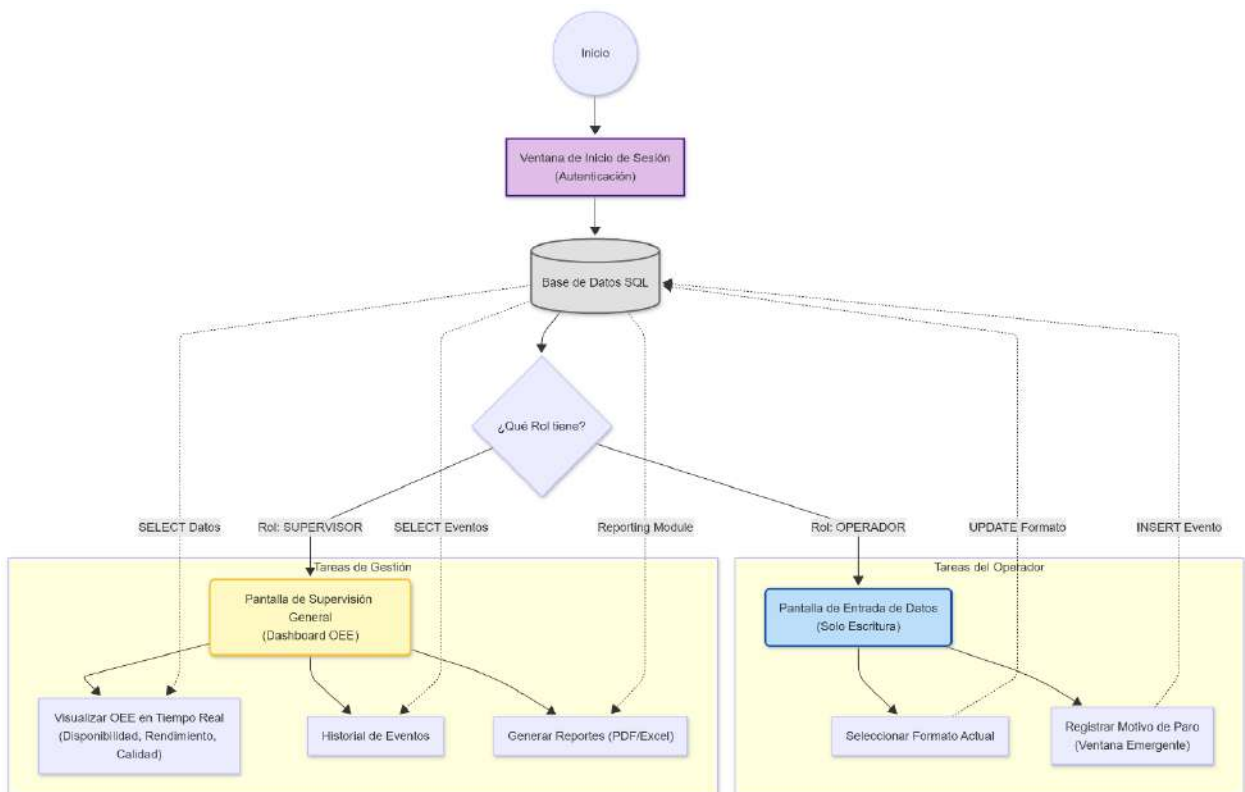 Inicio
Ventana de Inicio de Sesión
(Autenticación)
Base de Datos SQL
¿Qué Rol tiene?
SELECT Datos
Rol: SUPERVISOR
SELECT Eventos
Reporting Module
Rol: OPERADOR
UPDATE Formato
INSERT Evento
Tareas de Gestión
Pantalla de Supervisión
General
(Dashboard OEE)
Visualizar OEE en Tiempo Real
(Disponibilidad, Rendimiento,
Calidad)
Historial de Eventos
Generar Reportes (PDF/Excel)
Tareas del Operador
Pantalla de Entrada de Datos
(Solo Escritura)
Seleccionar Formato Actual
Registrar Motivo de Paro
(Ventana Emergente)